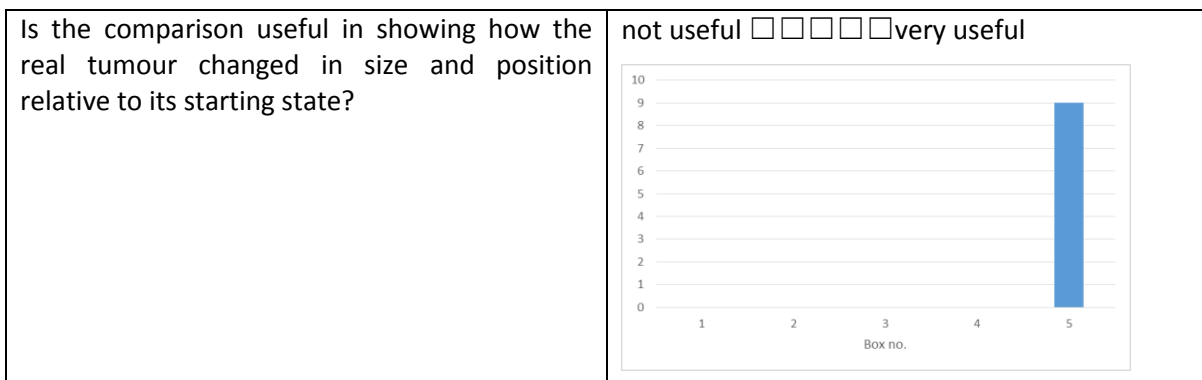 Is the comparison useful in showing how the
real tumour changed in size and position
relative to its starting state?
not useful ☐☐☐☐☐very useful
10
9
8
7
6
5
4
3
2
1
0
1 2 3 4 5
Box no.